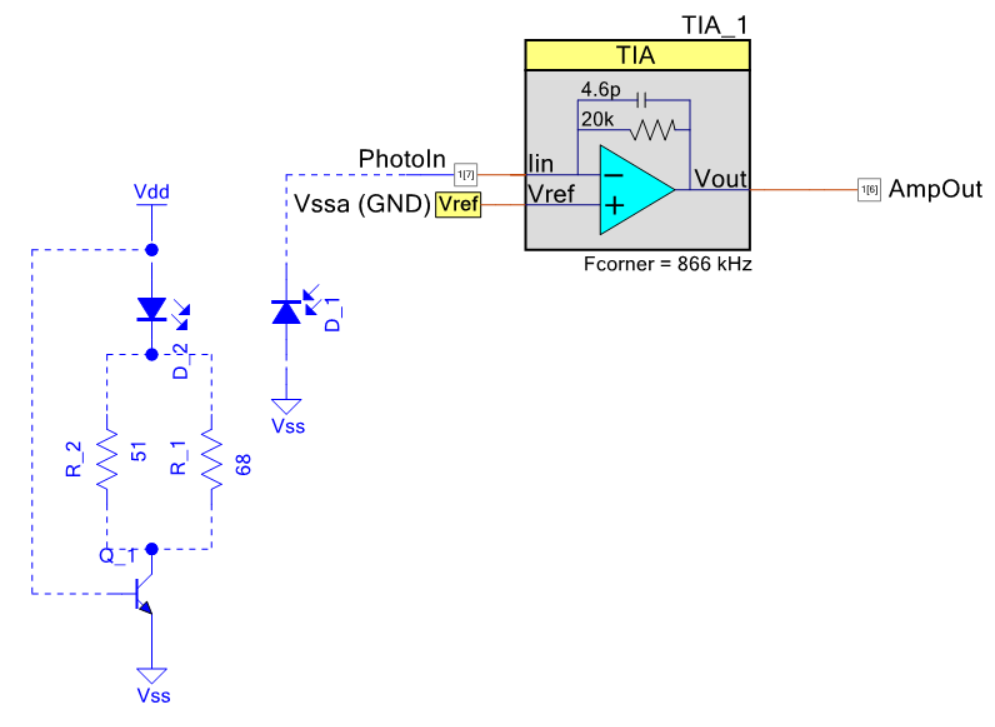 TIA_1
TIA
4.6p
20k
PhotoIn
1[7]
Iin
Vssa (GND)
Vref
Vref
Vout
1[6]
AmpOut
Fcorner = 866 kHz
Vdd
D_2
D_1
Vss
R_2
51
R_1
68
Q_1
Vss